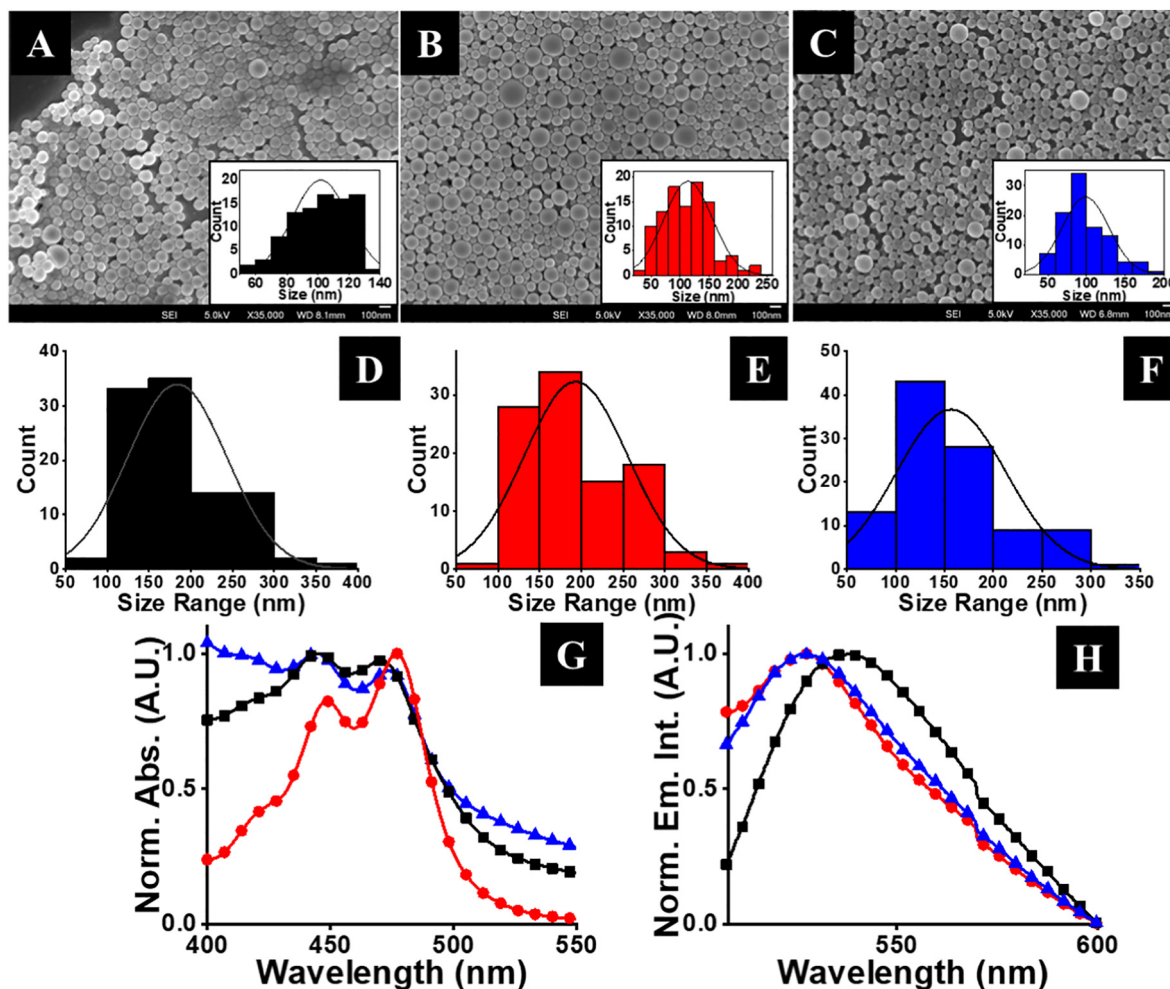 A
B
C
20
15
10
5
0
Count
60 80 100 120 140
Size (nm)
20
15
10
5
0
Count
50 100 150 200 250
Size (nm)
30
20
10
0
Count
50 100 150 200
Size (nm)
SEI 5.0kV X35,000 WD 8.1mm 100nm
SEI 5.0kV X35,000 WD 8.0mm 100nm
SEI 5.0kV X35,000 WD 6.8mm 100nm
D
40
30
20
10
0
Count
50 100 150 200 250 300 350 400
Size Range (nm)
E
30
20
10
0
Count
50 100 150 200 250 300 350 400
Size Range (nm)
F
50
40
30
20
10
0
Count
50 100 150 200 250 300 350
Size Range (nm)
G
1.0
0.5
0.0
Norm. Abs. (A.U.)
400 450 500 550
Wavelength (nm)
H
1.0
0.5
0.0
Norm. Em. Int. (A.U.)
550 600
Wavelength (nm)